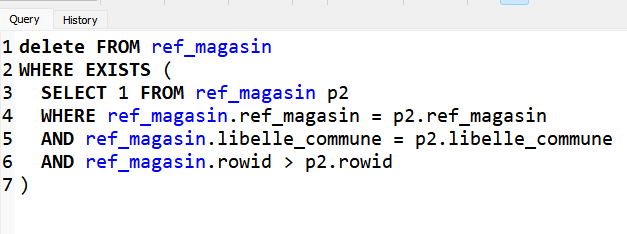 Query History
1 delete FROM ref_magasin
2 WHERE EXISTS (
3 SELECT 1 FROM ref_magasin p2
4 WHERE ref_magasin.ref_magasin = p2.ref_magasin
5 AND ref_magasin.libelle_commune = p2.libelle_commune
6 AND ref_magasin.rowid > p2.rowid
7 )